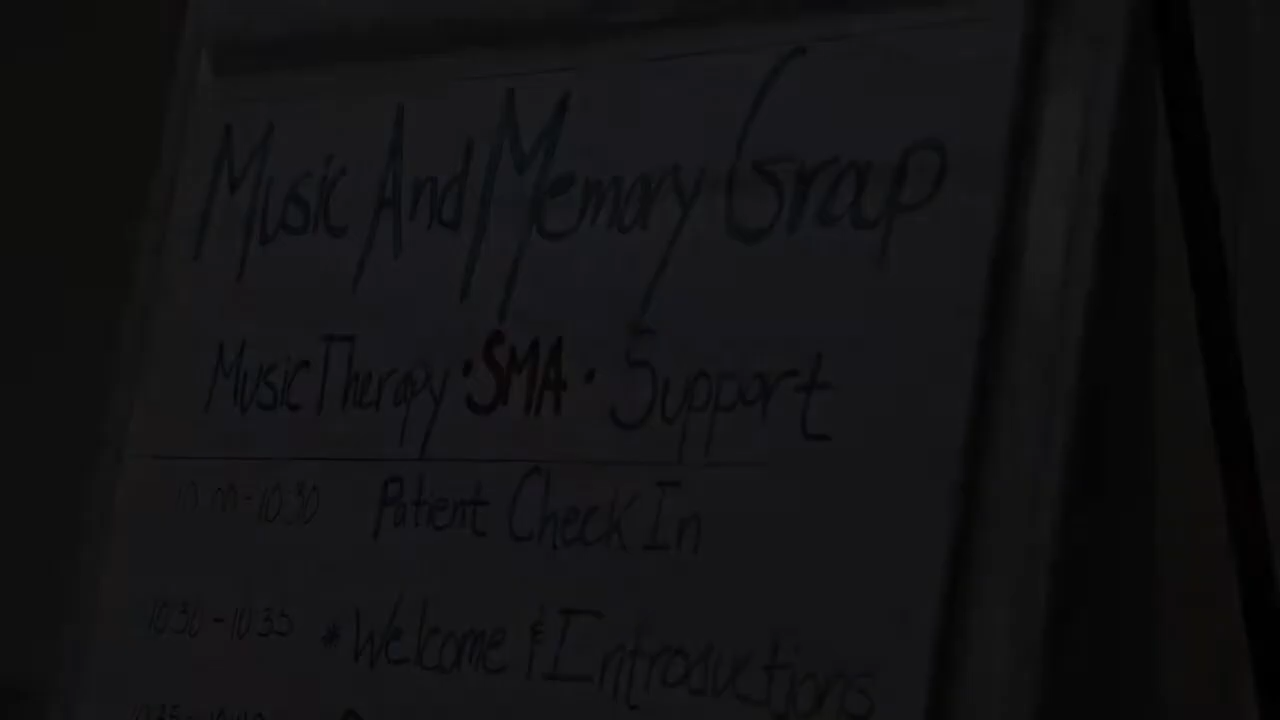 Music And Memory Group
Music Therapy · SMA · Support
10:00-10:30 Patient Check In
10:30-10:35 * Welcome & Introductions